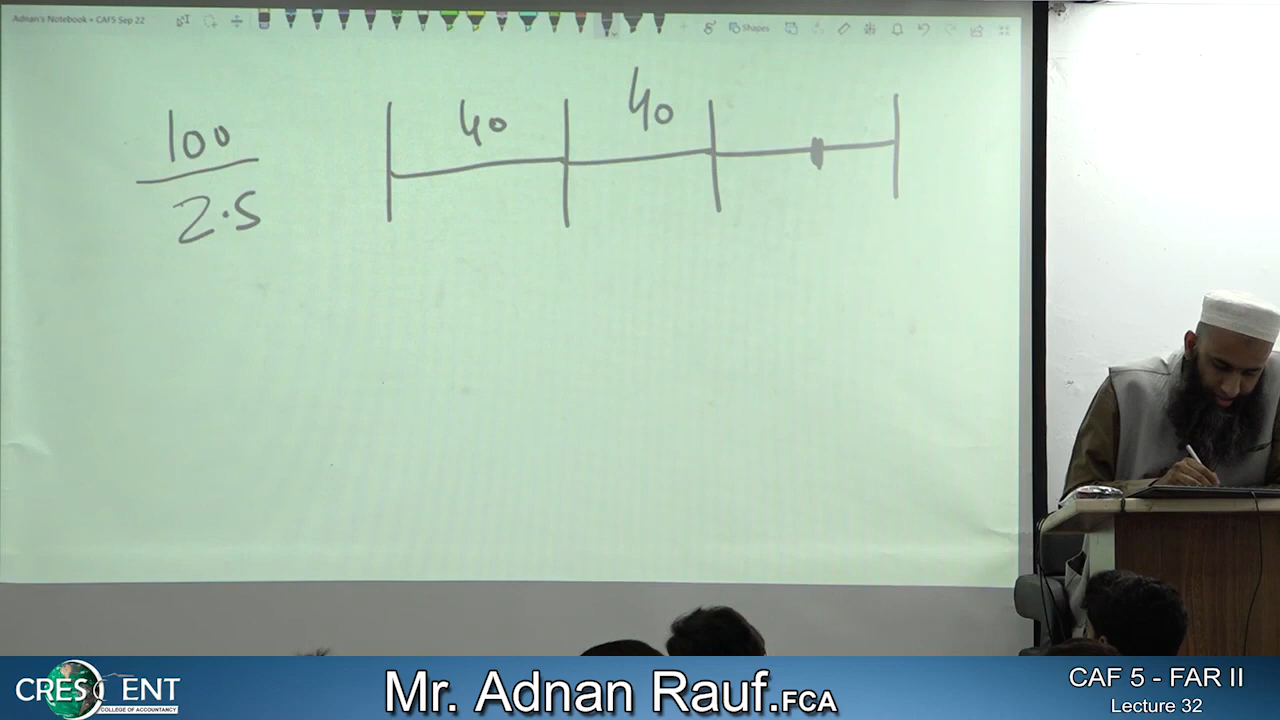 Adnan's Notebook • CAF5 Sep 22
Shapes
100
2.5
40
40
CRESCENT
COLLEGE OF ACCOUNTANCY
Mr. Adnan Rauf.FCA
CAF 5 - FAR II
Lecture 32